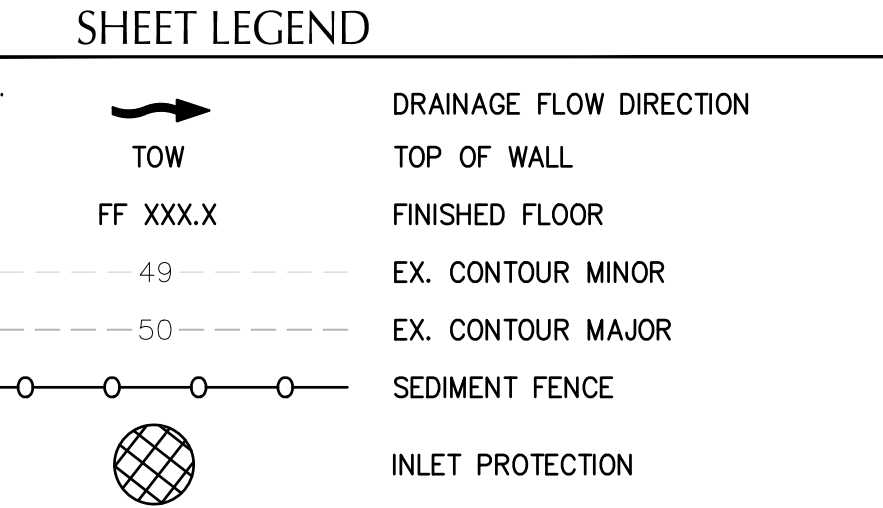 SHEET LEGEND
DRAINAGE FLOW DIRECTION
TOW TOP OF WALL
FF XXX.X FINISHED FLOOR
49 EX. CONTOUR MINOR
50 EX. CONTOUR MAJOR
SEDIMENT FENCE
INLET PROTECTION